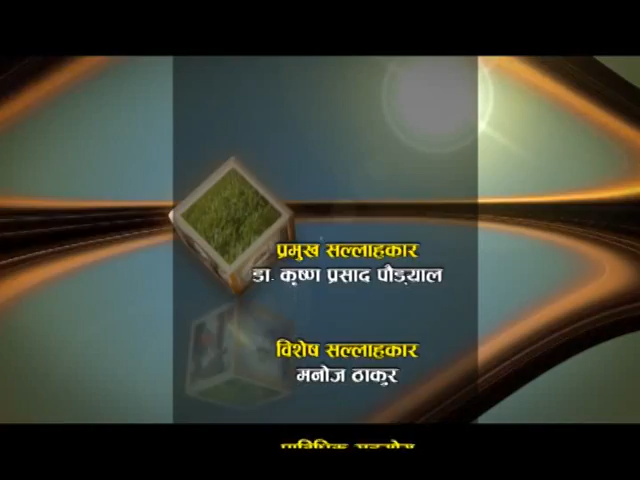 प्रमुख सल्लाहकार
डा. कृष्ण प्रसाद पौड्याल
विशेष सल्लाहकार
मनोज ठाकुर